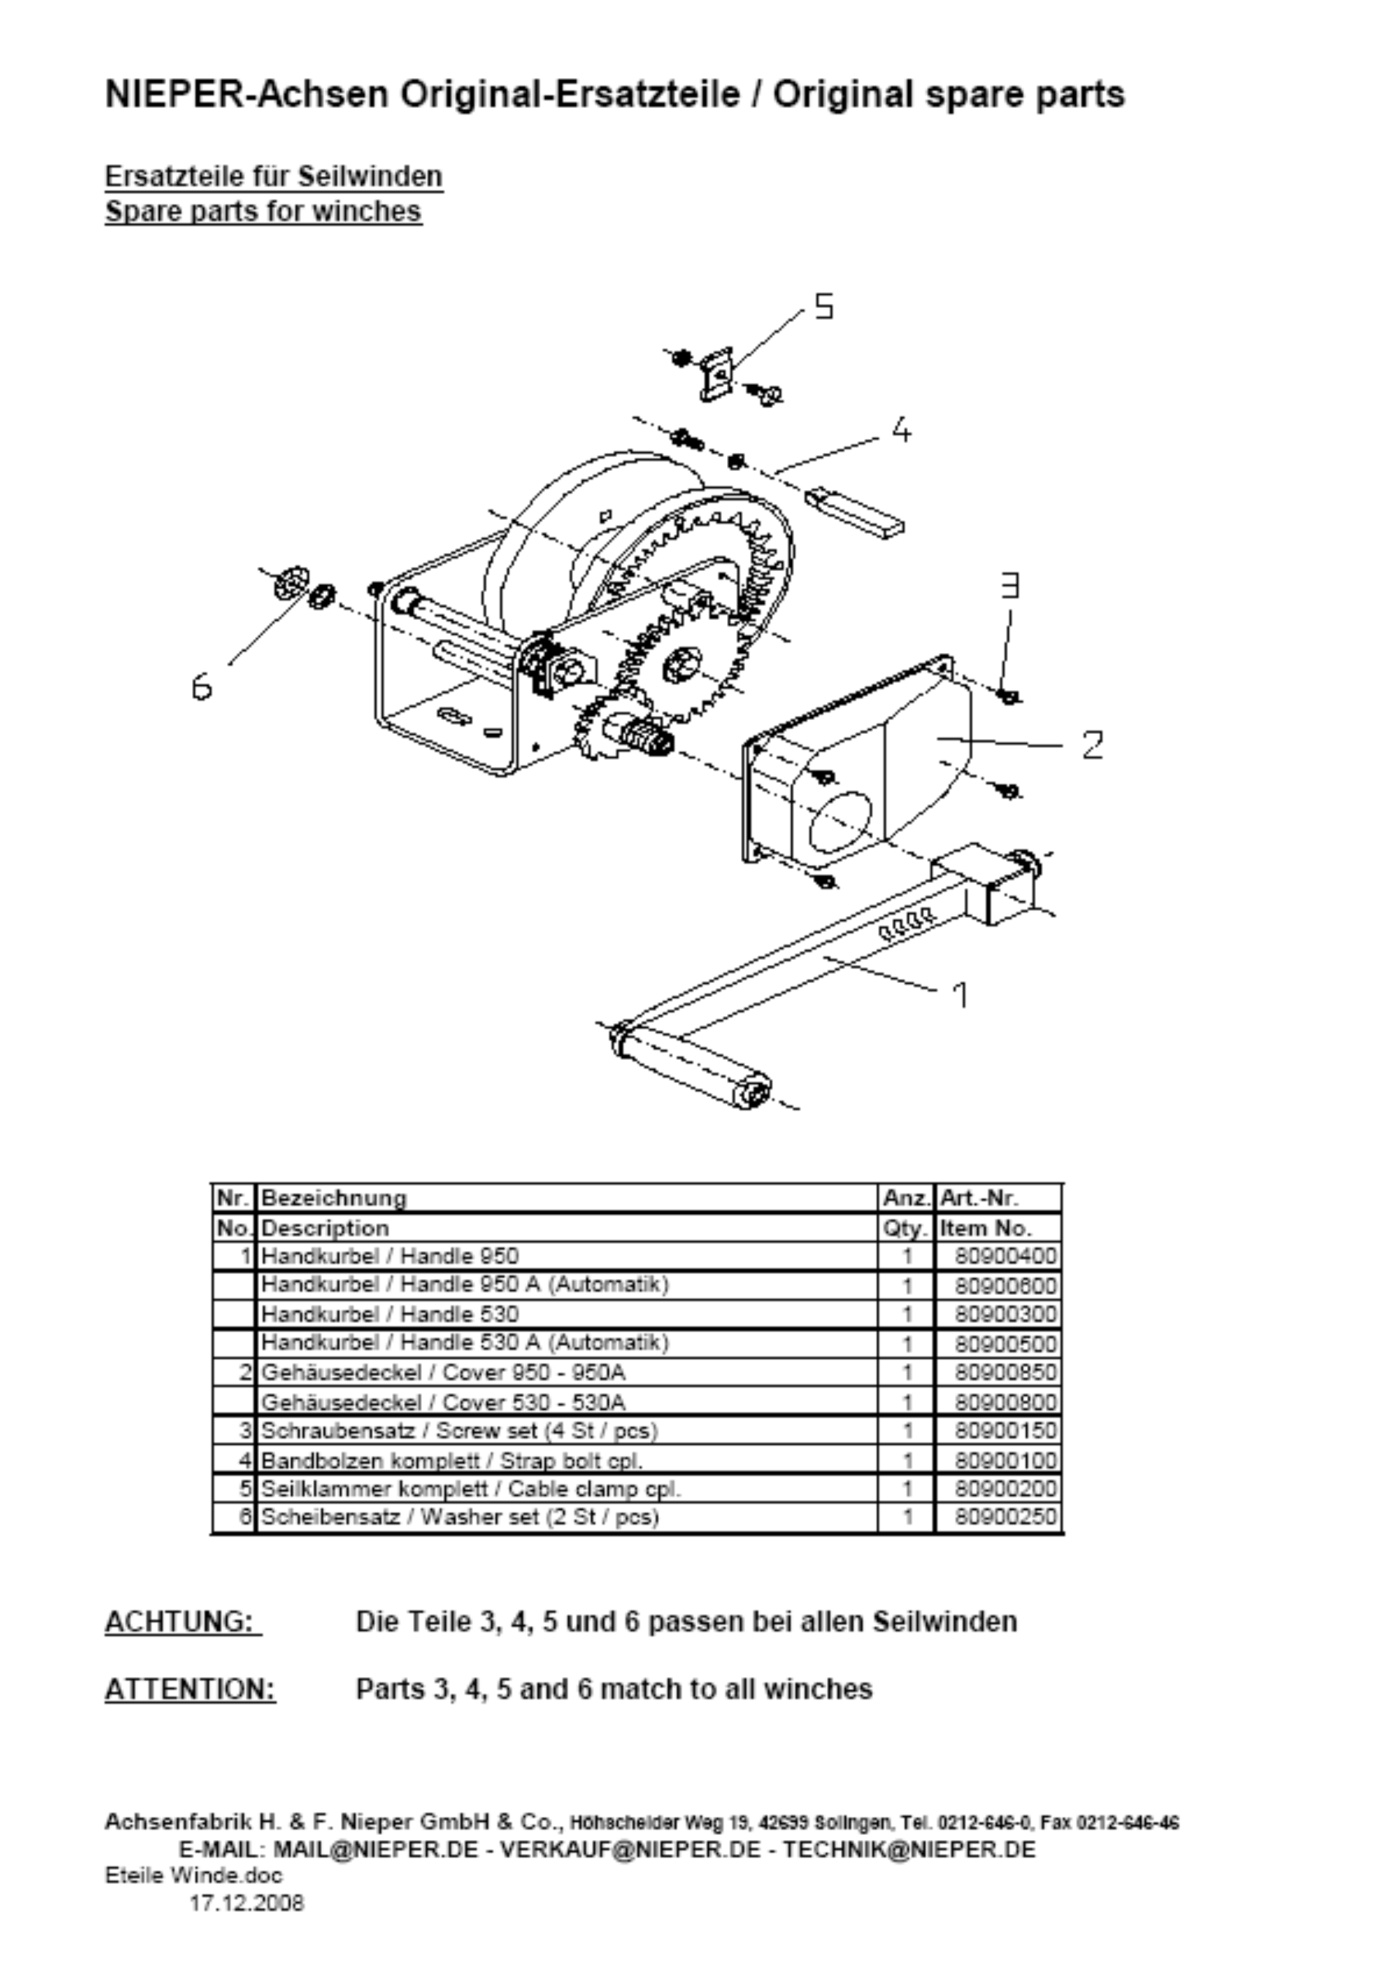 NIEPER-Achsen Original-Ersatzteile / Original spare parts
Ersatzteile für Seilwinden
Spare parts for winches
5
4
3
6
2
1
Nr. Bezeichnung Anz. Art.-Nr.
No. Description Qty. Item No.
1 Handkurbel / Handle 950 1 80900400
Handkurbel / Handle 950 A (Automatik) 1 80900600
Handkurbel / Handle 530 1 80900300
Handkurbel / Handle 530 A (Automatik) 1 80900500
2 Gehäusedeckel / Cover 950 - 950A 1 80900850
Gehäusedeckel / Cover 530 - 530A 1 80900800
3 Schraubensatz / Screw set (4 St / pcs) 1 80900150
4 Bandbolzen komplett / Strap bolt cpl. 1 80900100
5 Seilklammer komplett / Cable clamp cpl. 1 80900200
6 Scheibensatz / Washer set (2 St / pcs) 1 80900250
ACHTUNG: Die Teile 3, 4, 5 und 6 passen bei allen Seilwinden
ATTENTION: Parts 3, 4, 5 and 6 match to all winches
Achsenfabrik H. & F. Nieper GmbH & Co., Höhscheider Weg 19, 42699 Solingen, Tel. 0212-646-0, Fax 0212-646-46
E-MAIL: MAIL@NIEPER.DE - VERKAUF@NIEPER.DE - TECHNIK@NIEPER.DE
Eteile Winde.doc
17.12.2008